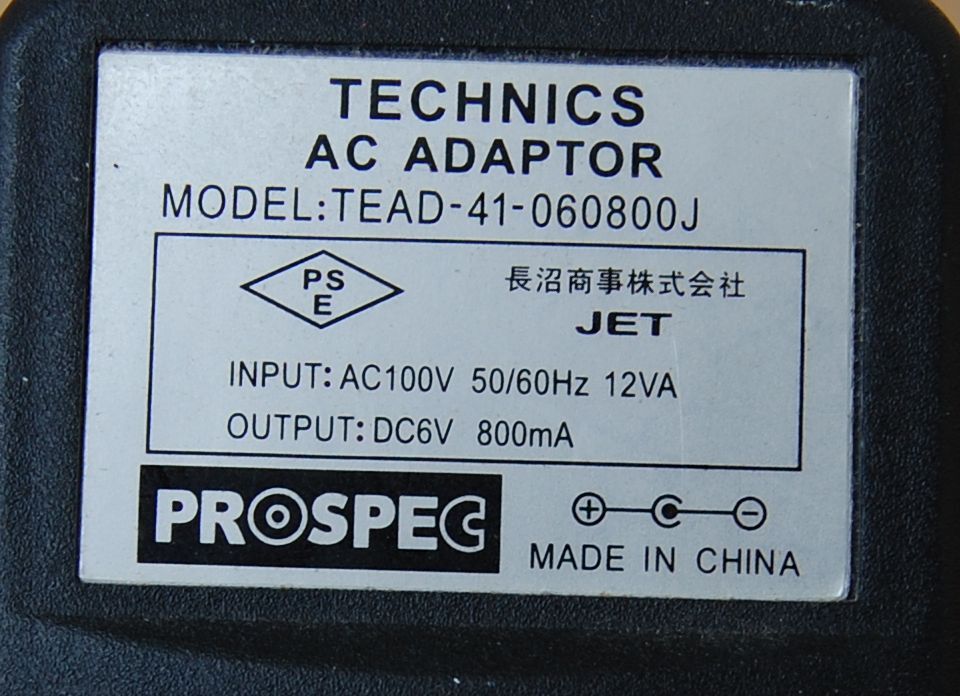 TECHNICS
AC ADAPTOR
MODEL:TEAD-41-060800J
PS
E
長沼商事株式会社
JET
INPUT:AC100V 50/60Hz 12VA
OUTPUT:DC6V 800mA
PROSPEC
+ −
MADE IN CHINA